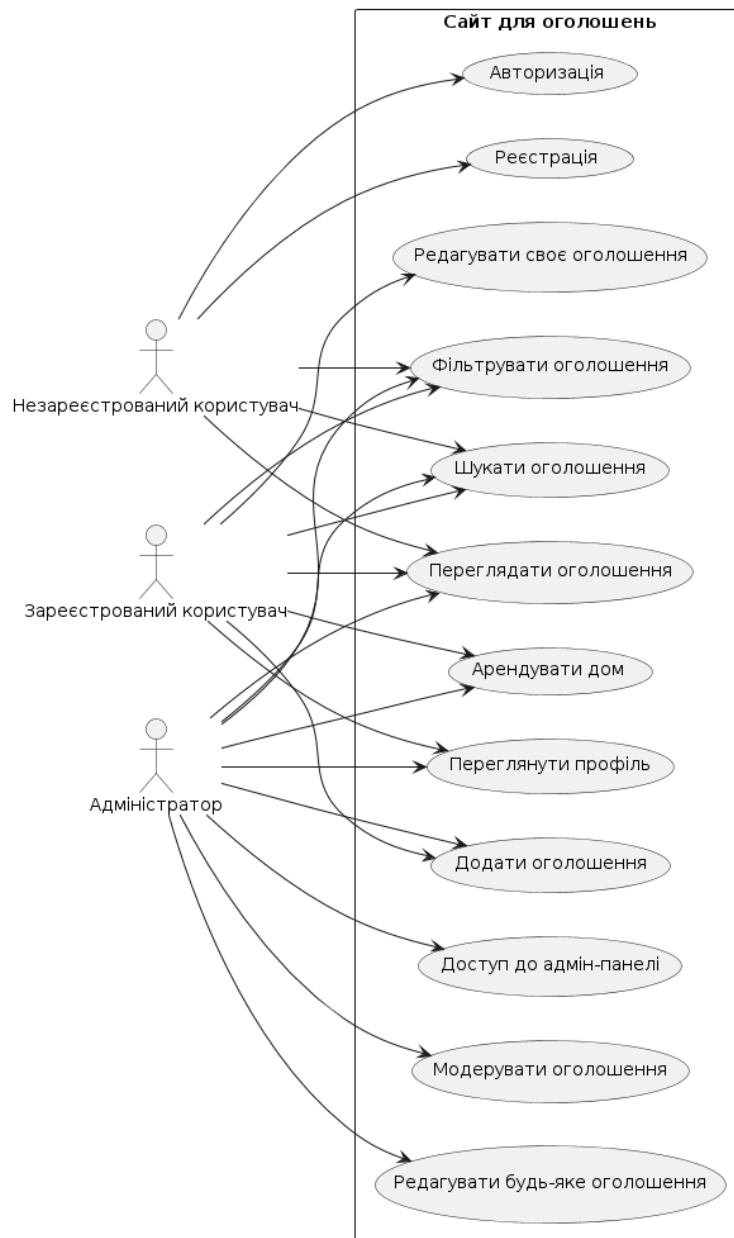 Сайт для оголошень
Авторизація
Реєстрація
Редагувати своє оголошення
Фільтрувати оголошення
Незареєстрований користувач
Шукати оголошення
Переглядати оголошення
Зареєстрований користувач
Арендувати дом
Переглянути профіль
Адміністратор
Додати оголошення
Доступ до адмін-панелі
Модерувати оголошення
Редагувати будь-яке оголошення